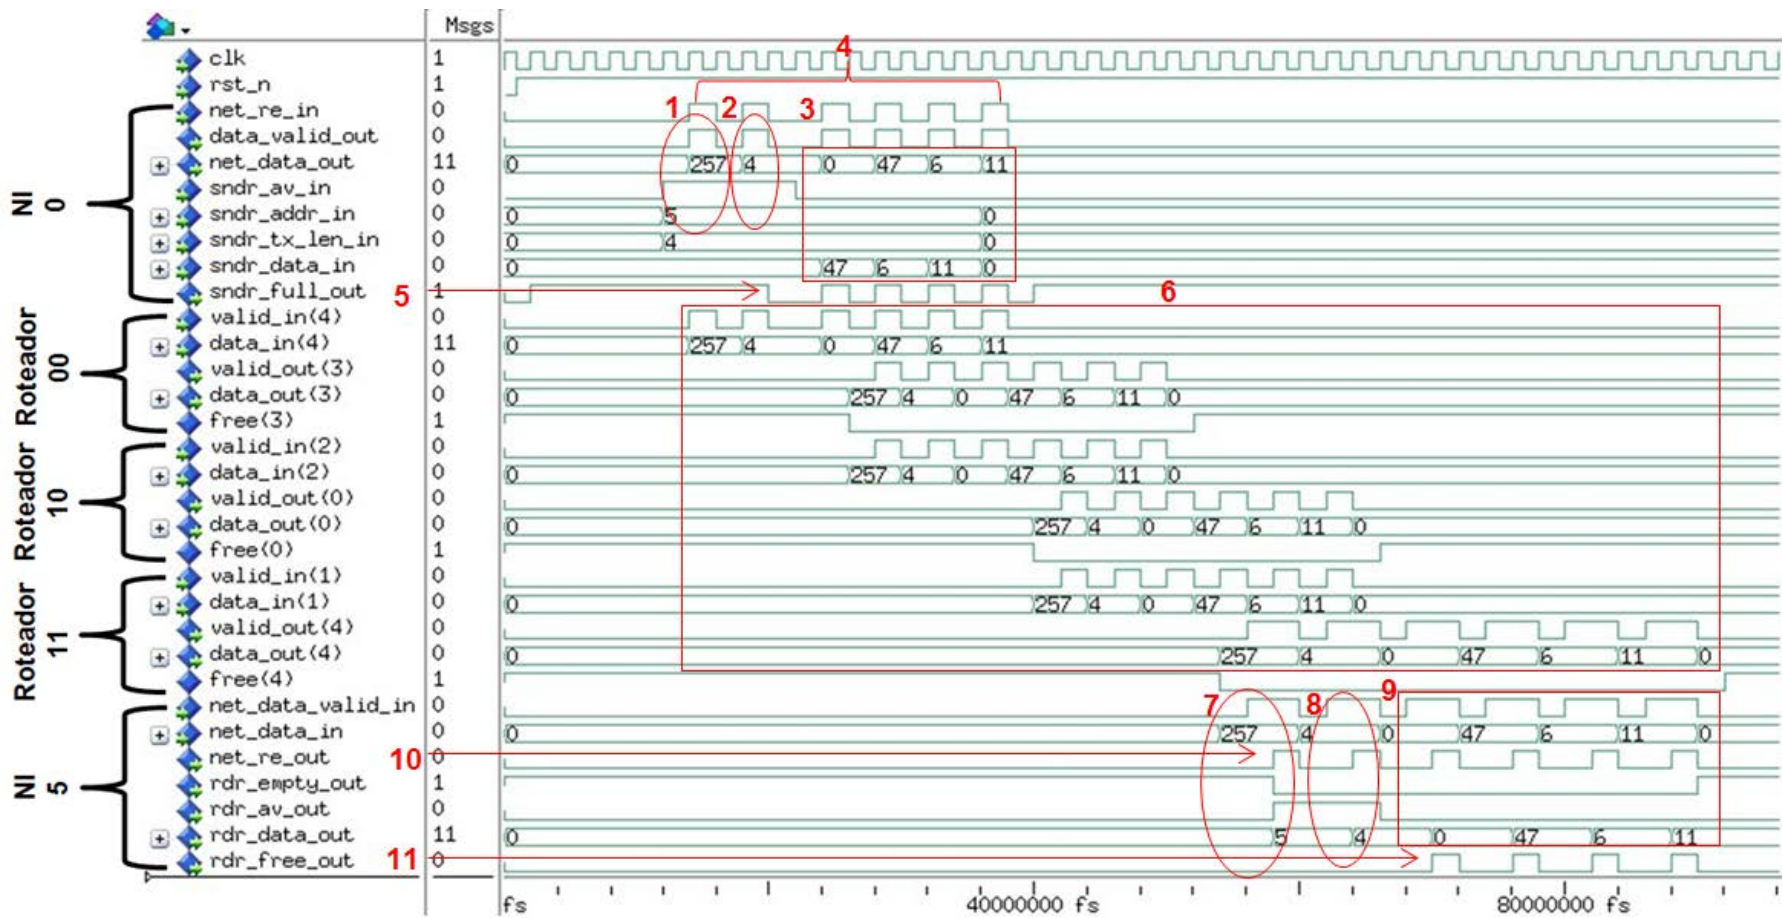 Msgs
clk 1 4
rst_n 1
net_re_in 0 1 2 3
data_valid_out 0
net_data_out 11 0 257 4 0 47 6 11
sndr_av_in 0
sndr_addr_in 0 0 5 0
sndr_tx_len_in 0 0 4 0
sndr_data_in 0 0 47 6 11 0
sndr_full_out 1 5 6
NI 0
valid_in(4) 0
data_in(4) 11 0 257 4 0 47 6 11
valid_out(3) 0
data_out(3) 0 0 257 4 0 47 6 11 0
free(3) 1
Roteador 00
valid_in(2) 0
data_in(2) 0 0 257 4 0 47 6 11 0
valid_out(0) 0
data_out(0) 0 0 257 4 0 47 6 11 0
free(0) 1
Roteador 10
valid_in(1) 0
data_in(1) 0 0 257 4 0 47 6 11 0
valid_out(4) 0
data_out(4) 0 0 257 4 0 47 6 11 0
free(4) 1
Roteador 11
net_data_valid_in 0 7 8 9
net_data_in 0 0 257 4 0 47 6 11 0
net_re_out 0 10
rdr_empty_out 1
rdr_av_out 0
rdr_data_out 11 0 5 4 0 47 6 11
rdr_free_out 0 11
NI 5
fs 40000000 fs 80000000 fs